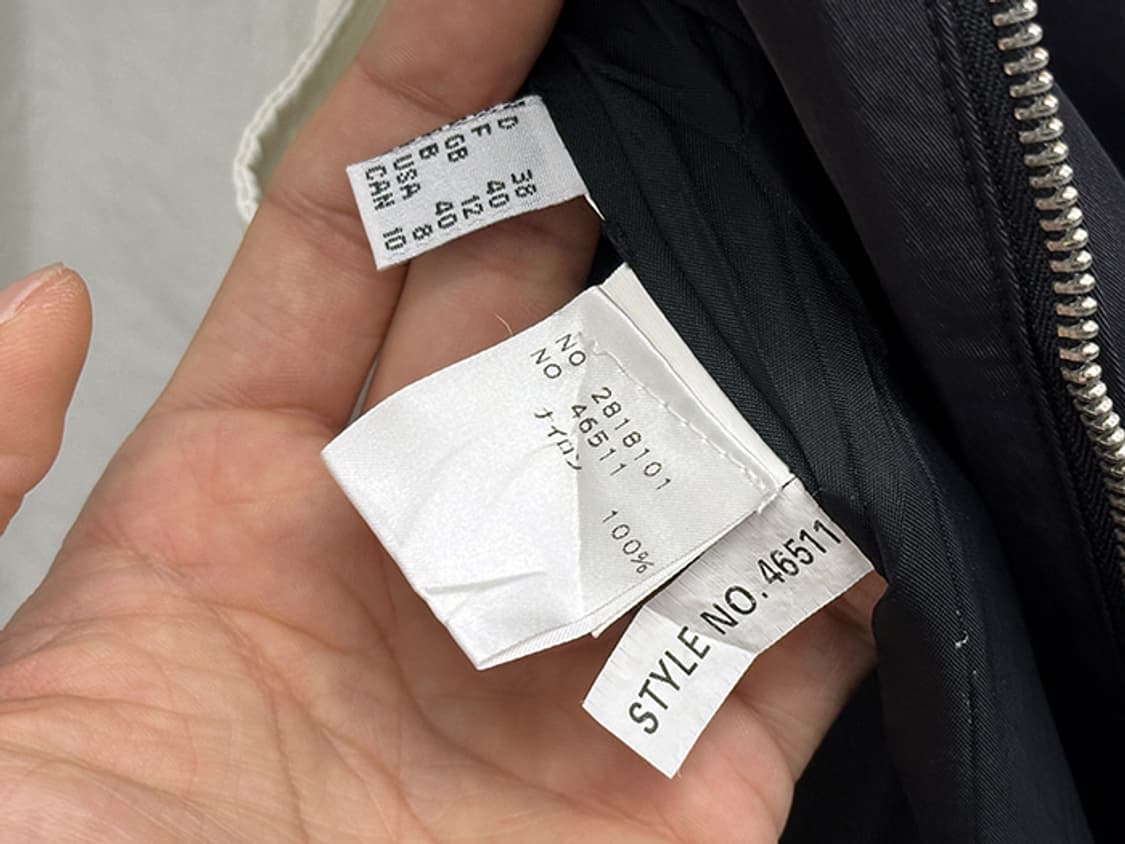 D 38
F 40
GB 12
B 40
USA 8
CAN 10
NO 2818101
NO 46511
ナイロン 100%
STYLE NO. 46511